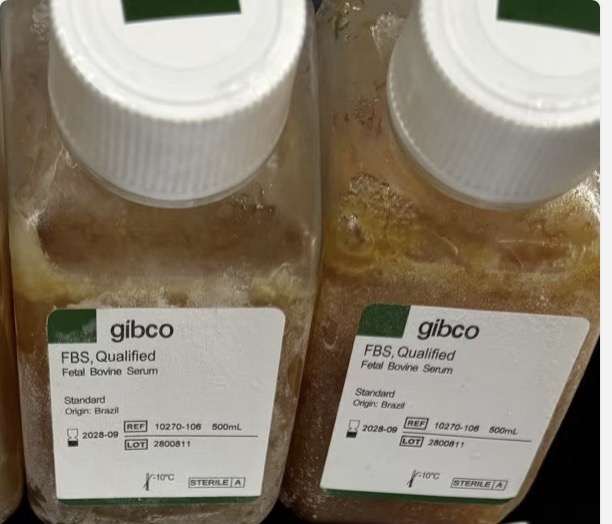 gibco
FBS, Qualified
Fetal Bovine Serum
Standard
Origin: Brazil
2028-09 REF 10270-106 500mL
LOT 2800811
-10°C STERILE A
gibco
FBS, Qualified
Fetal Bovine Serum
Standard
Origin: Brazil
2028-09 REF 10270-106 500mL
LOT 2800811
-10°C STERILE A